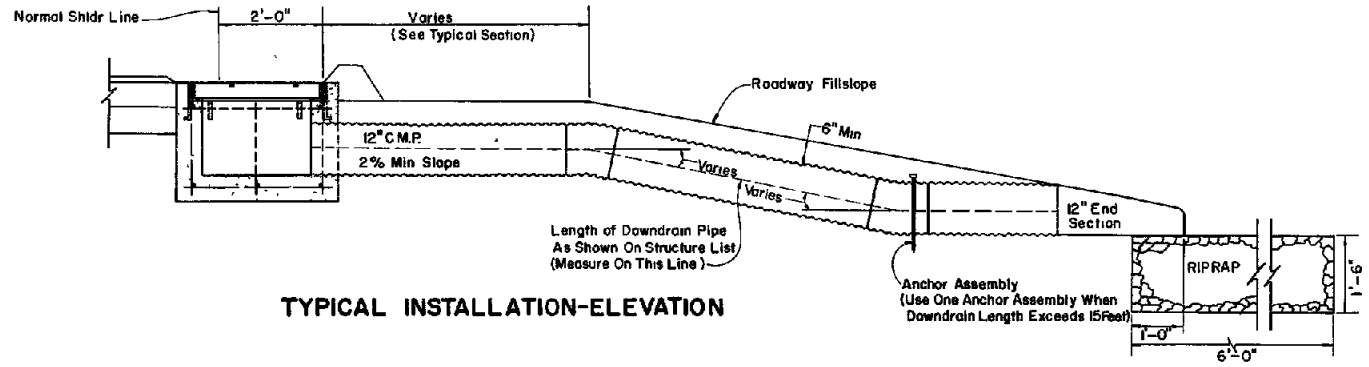 Normal Shldr Line
2'-0"
Varies
(See Typical Section)
Roadway Fillslope
6" Min
12" C.M.P.
2% Min Slope
Varies
Varies
12" End
Section
Length of Downdrain Pipe
As Shown On Structure List
(Measure On This Line)
RIPRAP
1'-6"
Anchor Assembly
(Use One Anchor Assembly When
Downdrain Length Exceeds 15 Feet)
1'-0"
6'-0"
TYPICAL INSTALLATION-ELEVATION